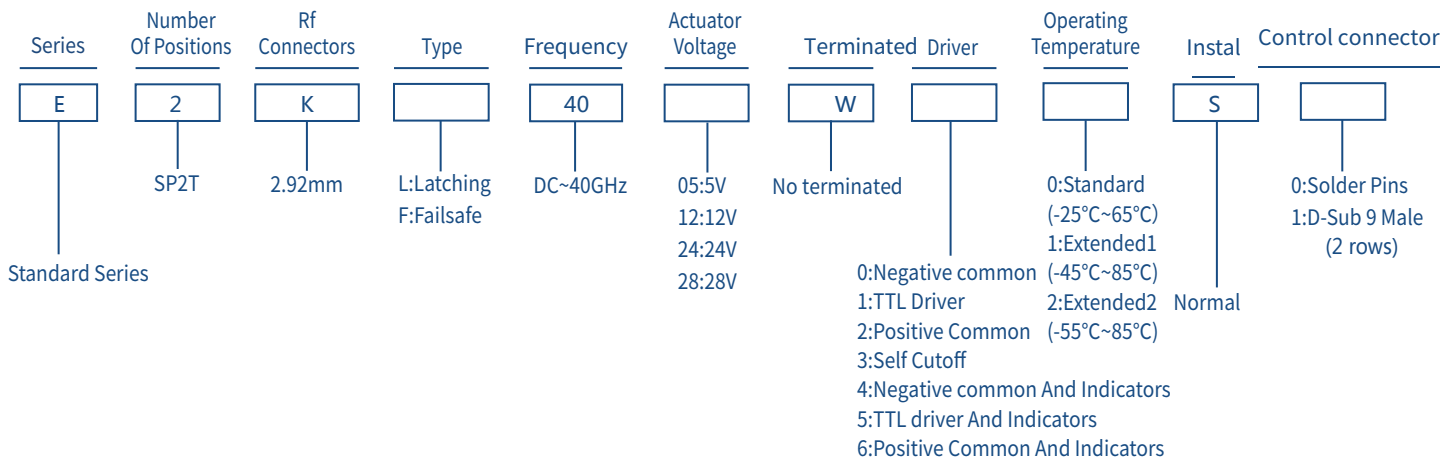 Series
Number
Of Positions
Rf
Connectors
Type
Frequency
Actuator
Voltage
Terminated
Driver
Operating
Temperature
Instal
Control connector
E
2
K
40
W
S
Standard Series
SP2T
2.92mm
L:Latching
F:Failsafe
DC~40GHz
05:5V
12:12V
24:24V
28:28V
No terminated
0:Negative common
1:TTL Driver
2:Positive Common
3:Self Cutoff
4:Negative common And Indicators
5:TTL driver And Indicators
6:Positive Common And Indicators
0:Standard
(-25°C~65°C)
1:Extended1
(-45°C~85°C)
2:Extended2
(-55°C~85°C)
Normal
0:Solder Pins
1:D-Sub 9 Male
(2 rows)